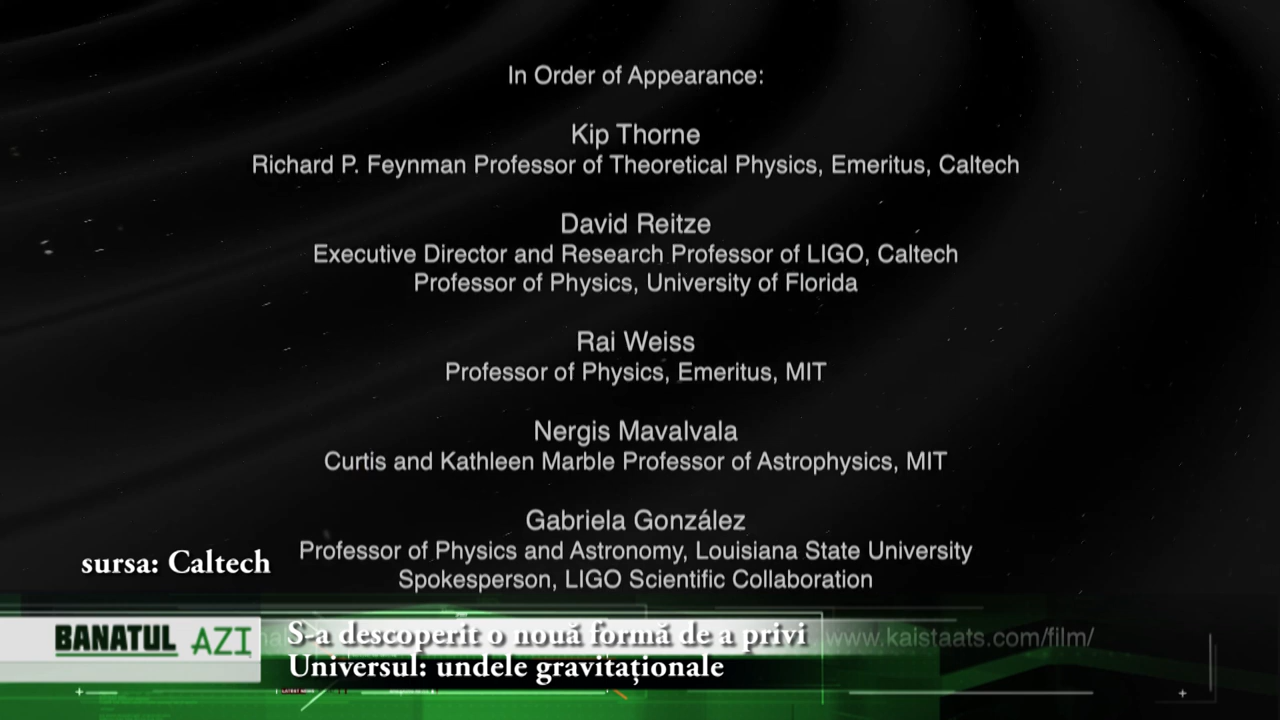 In Order of Appearance:
Kip Thorne
Richard P. Feynman Professor of Theoretical Physics, Emeritus, Caltech
David Reitze
Executive Director and Research Professor of LIGO, Caltech
Professor of Physics, University of Florida
Rai Weiss
Professor of Physics, Emeritus, MIT
Nergis Mavalvala
Curtis and Kathleen Marble Professor of Astrophysics, MIT
Gabriela González
Professor of Physics and Astronomy, Louisiana State University
Spokesperson, LIGO Scientific Collaboration
sursa: Caltech
BANATUL AZI
S-a descoperit o nouă formă de a privi
www.kaistaats.com/film/
Universul: undele gravitaționale